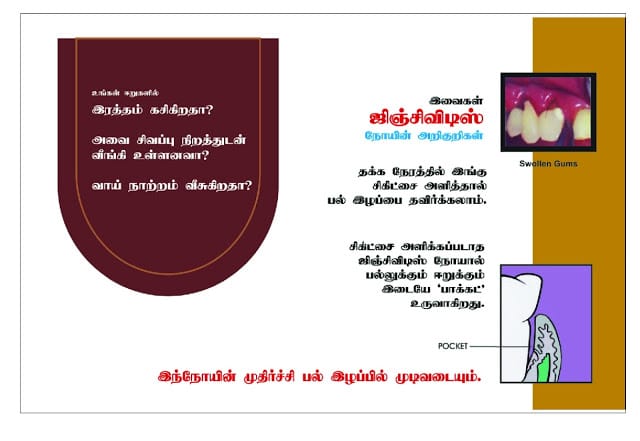 உங்கள் ஈறுகளில்
இரத்தம் கசிகிறதா?
அவை சிவப்பு நிறத்துடன்
வீங்கி உள்ளனவா?
வாய் நாற்றம் வீசுகிறதா?
இவைகள்
ஜிஞ்சிவிடிஸ்
நோயின் அறிகுறிகள்
Swollen Gums
தக்க நேரத்தில் இங்கு
சிகிட்சை அளித்தால்
பல் இழப்பை தவிர்க்கலாம்.
சிகிட்சை அளிக்கப்படாத
ஜிஞ்சிவிடிஸ் நோயால்
பல்லுக்கும் ஈறுக்கும்
இடையே 'பாக்கட்'
உருவாகிறது.
POCKET
இந்நோயின் முதிர்ச்சி பல் இழப்பில் முடிவடையும்.